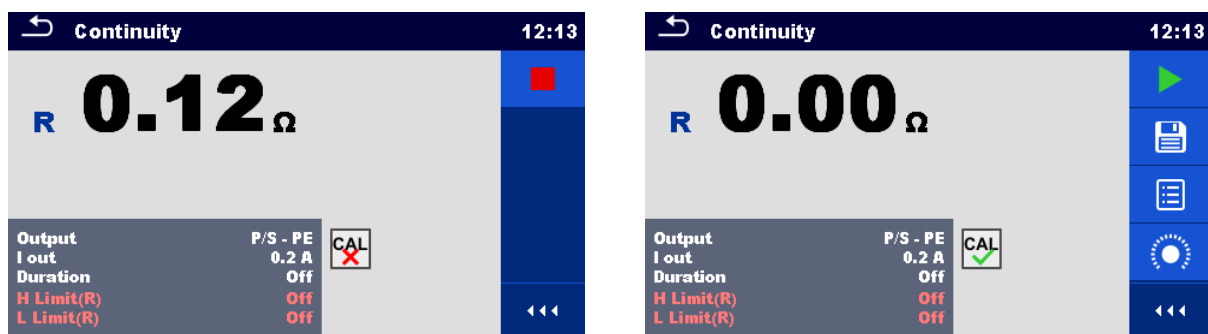 Continuity 12:13
R 0.12 Ω
Output P/S - PE
I out 0.2 A
Duration Off
H Limit(R) Off
L Limit(R) Off
CAL
Continuity 12:13
R 0.00 Ω
Output P/S - PE
I out 0.2 A
Duration Off
H Limit(R) Off
L Limit(R) Off
CAL